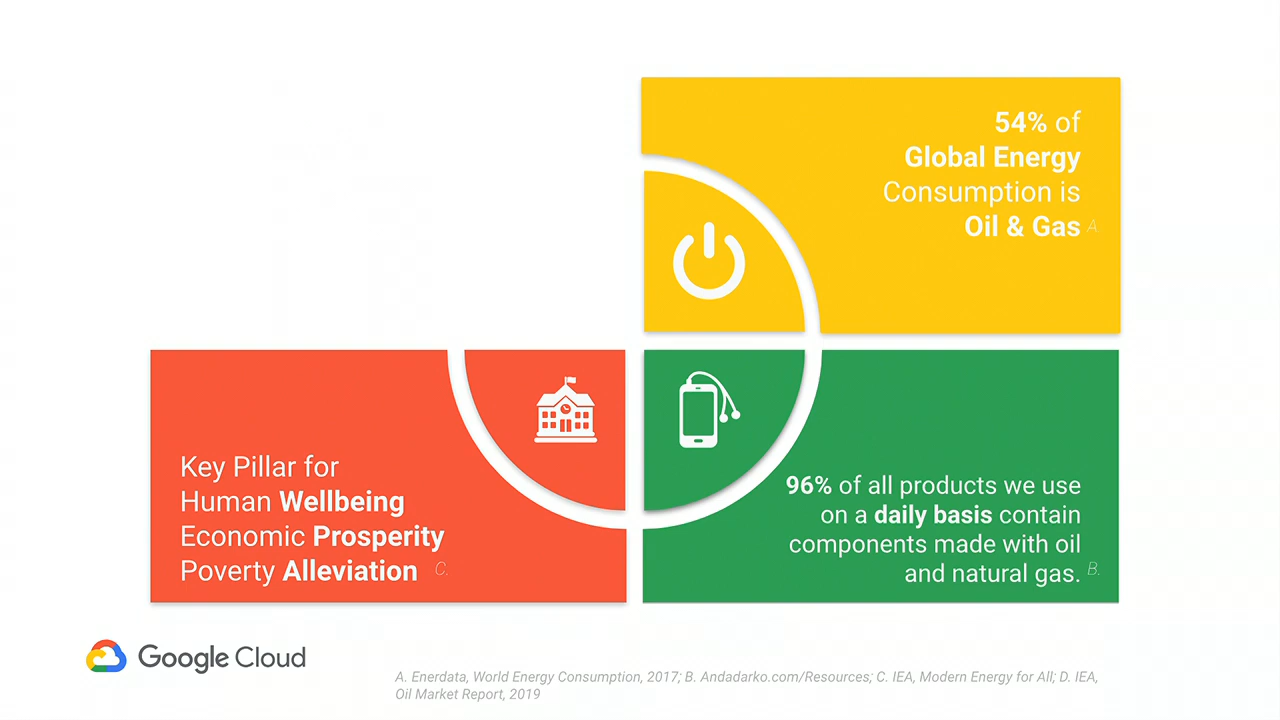 54% of
Global Energy
Consumption is
Oil & Gas A.
Key Pillar for
Human Wellbeing
Economic Prosperity
Poverty Alleviation C.
96% of all products we use
on a daily basis contain
components made with oil
and natural gas. B.
Google Cloud
A. Enerdata, World Energy Consumption, 2017; B. Andadarko.com/Resources; C. IEA, Modern Energy for All; D. IEA,
Oil Market Report, 2019